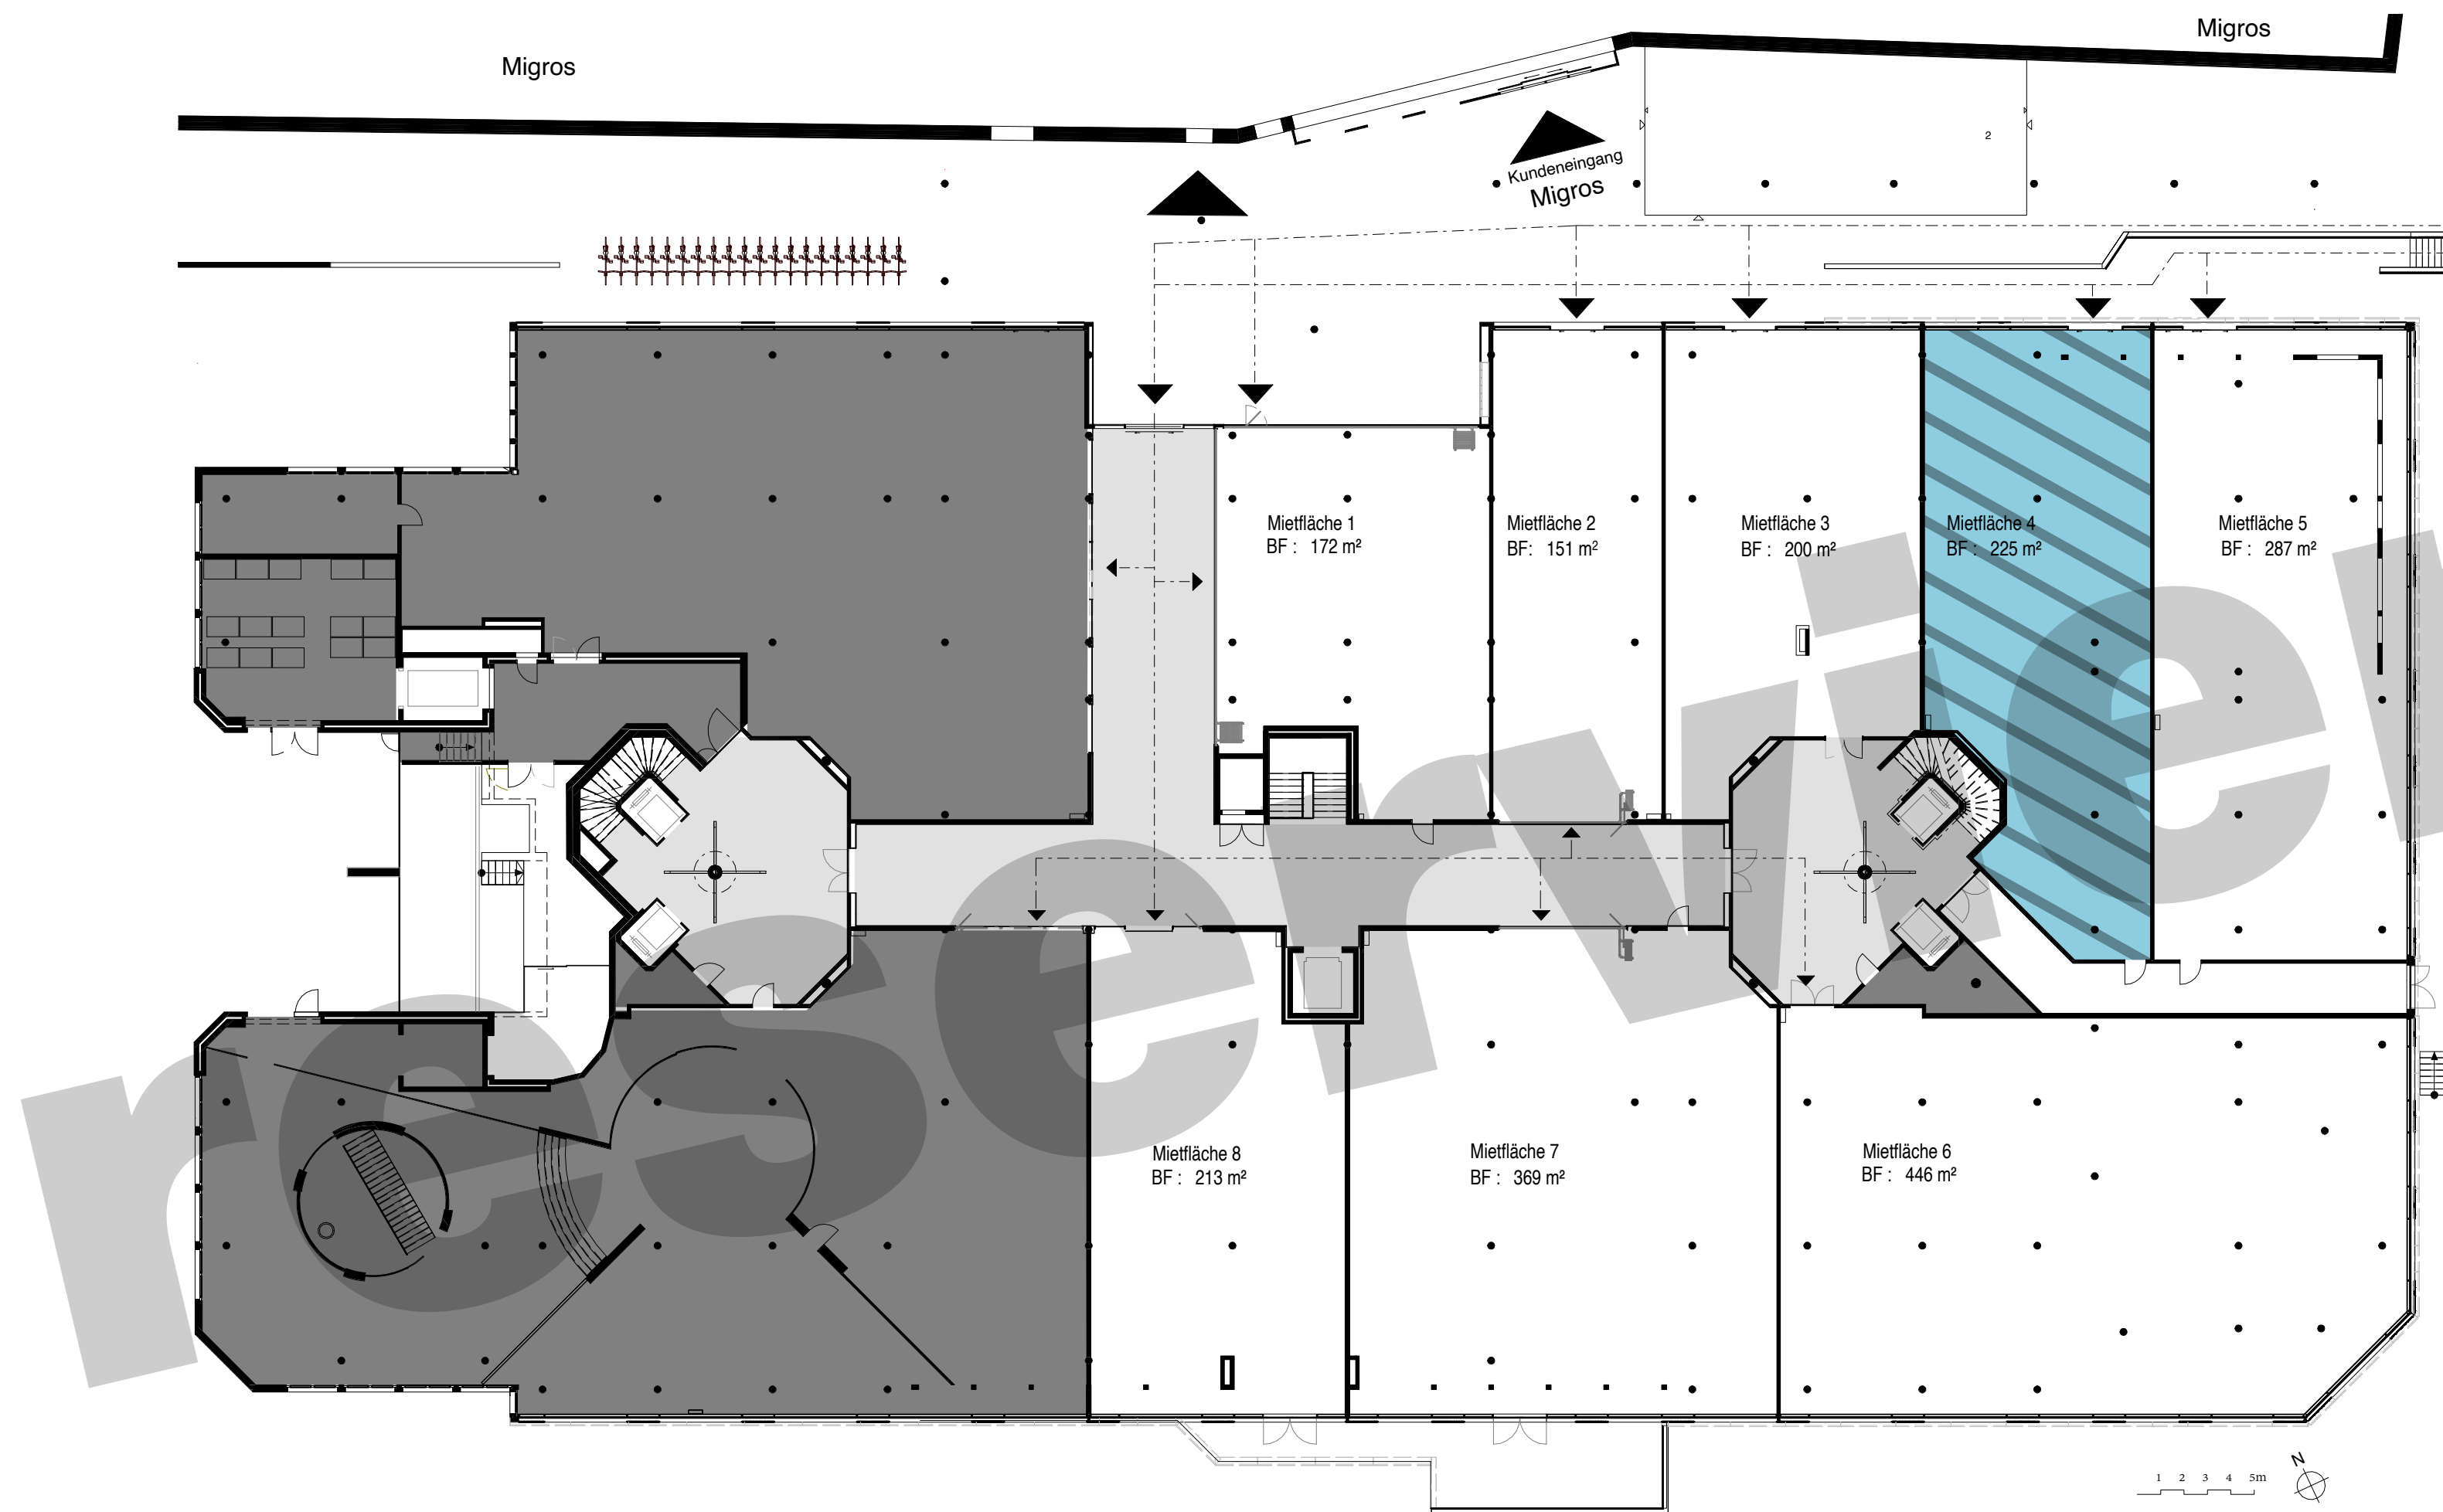 Migros
Migros
2
Kundeneingang
Migros
Mietfläche 1
BF : 172 m²
Mietfläche 2
BF: 151 m²
Mietfläche 3
BF : 200 m²
Mietfläche 4
BF : 225 m²
Mietfläche 5
BF : 287 m²
Mietfläche 8
BF : 213 m²
Mietfläche 7
BF : 369 m²
Mietfläche 6
BF : 446 m²
reserviert
1 2 3 4 5m
N